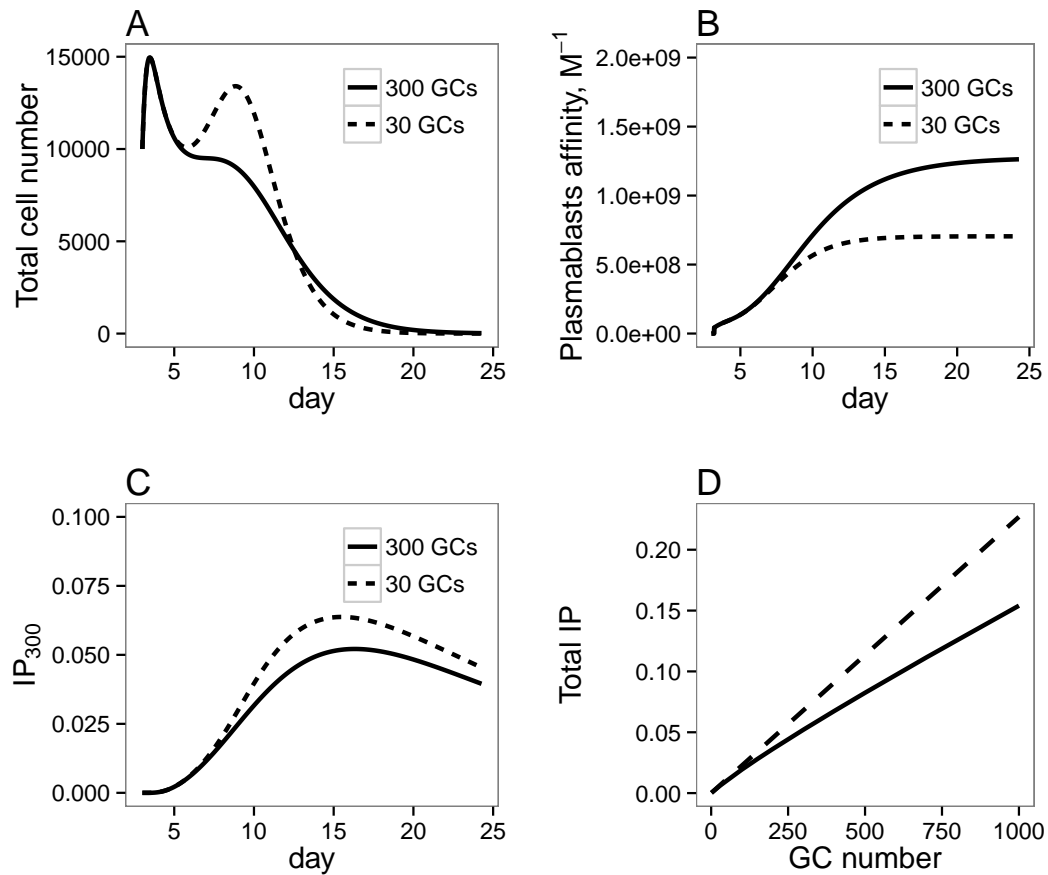 A
Total cell number
15000
10000
5000
0
300 GCs
30 GCs
5
10
15
20
25
day
B
Plasmablasts affinity, M⁻¹
2.0e+09
1.5e+09
1.0e+09
5.0e+08
0.0e+00
300 GCs
30 GCs
5
10
15
20
25
day
C
IP₃₀₀
0.100
0.075
0.050
0.025
0.000
300 GCs
30 GCs
5
10
15
20
25
day
D
Total IP
0.20
0.15
0.10
0.05
0.00
0
250
500
750
1000
GC number